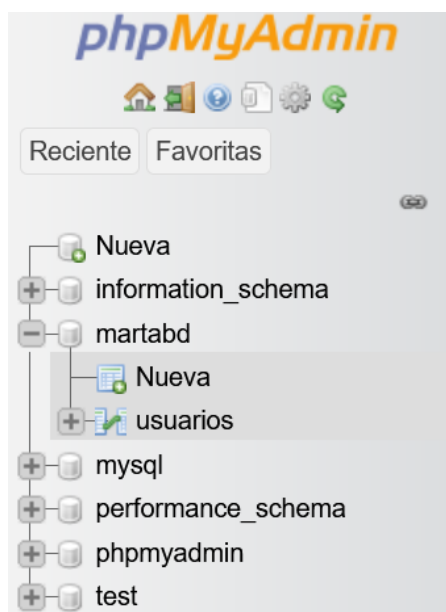 phpMyAdmin
Reciente Favoritas
Nueva
information_schema
martabd
Nueva
usuarios
mysql
performance_schema
phpmyadmin
test